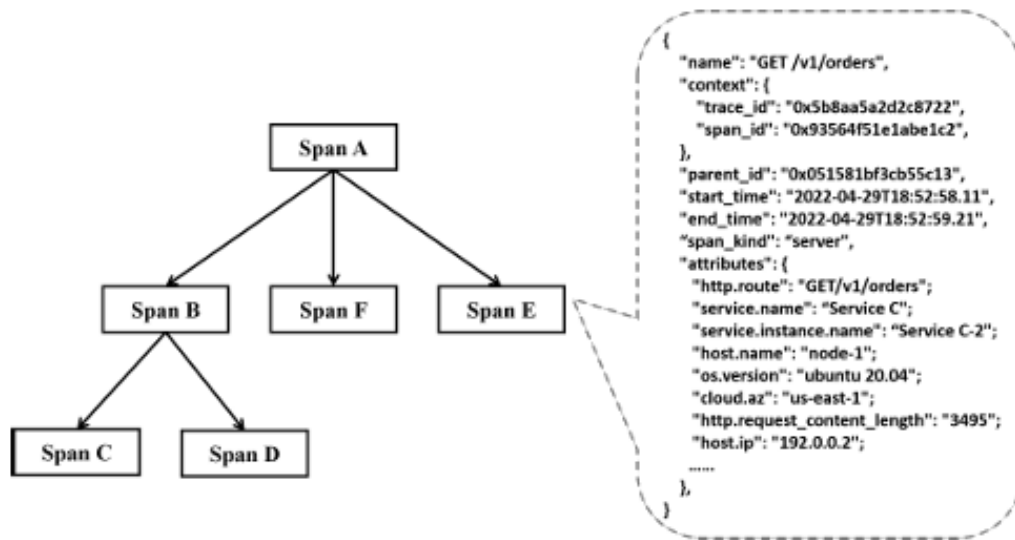 Span A
Span B
Span F
Span E
Span C
Span D
{
"name": "GET /v1/orders",
"context": {
"trace_id": "0x5b8aa5a2d2c8722",
"span_id": "0x93564f51e1abe1c2",
},
"parent_id": "0x051581bf3cb55c13",
"start_time": "2022-04-29T18:52:58.11",
"end_time": "2022-04-29T18:52:59.21",
“span_kind": “server",
"attributes": {
"http.route": "GET/v1/orders";
"service.name": “Service C";
"service.instance.name": “Service C-2";
"host.name": "node-1";
"os.version": "ubuntu 20.04";
"cloud.az": "us-east-1";
"http.request_content_length": "3495";
"host.ip": "192.0.0.2";
......
},
}